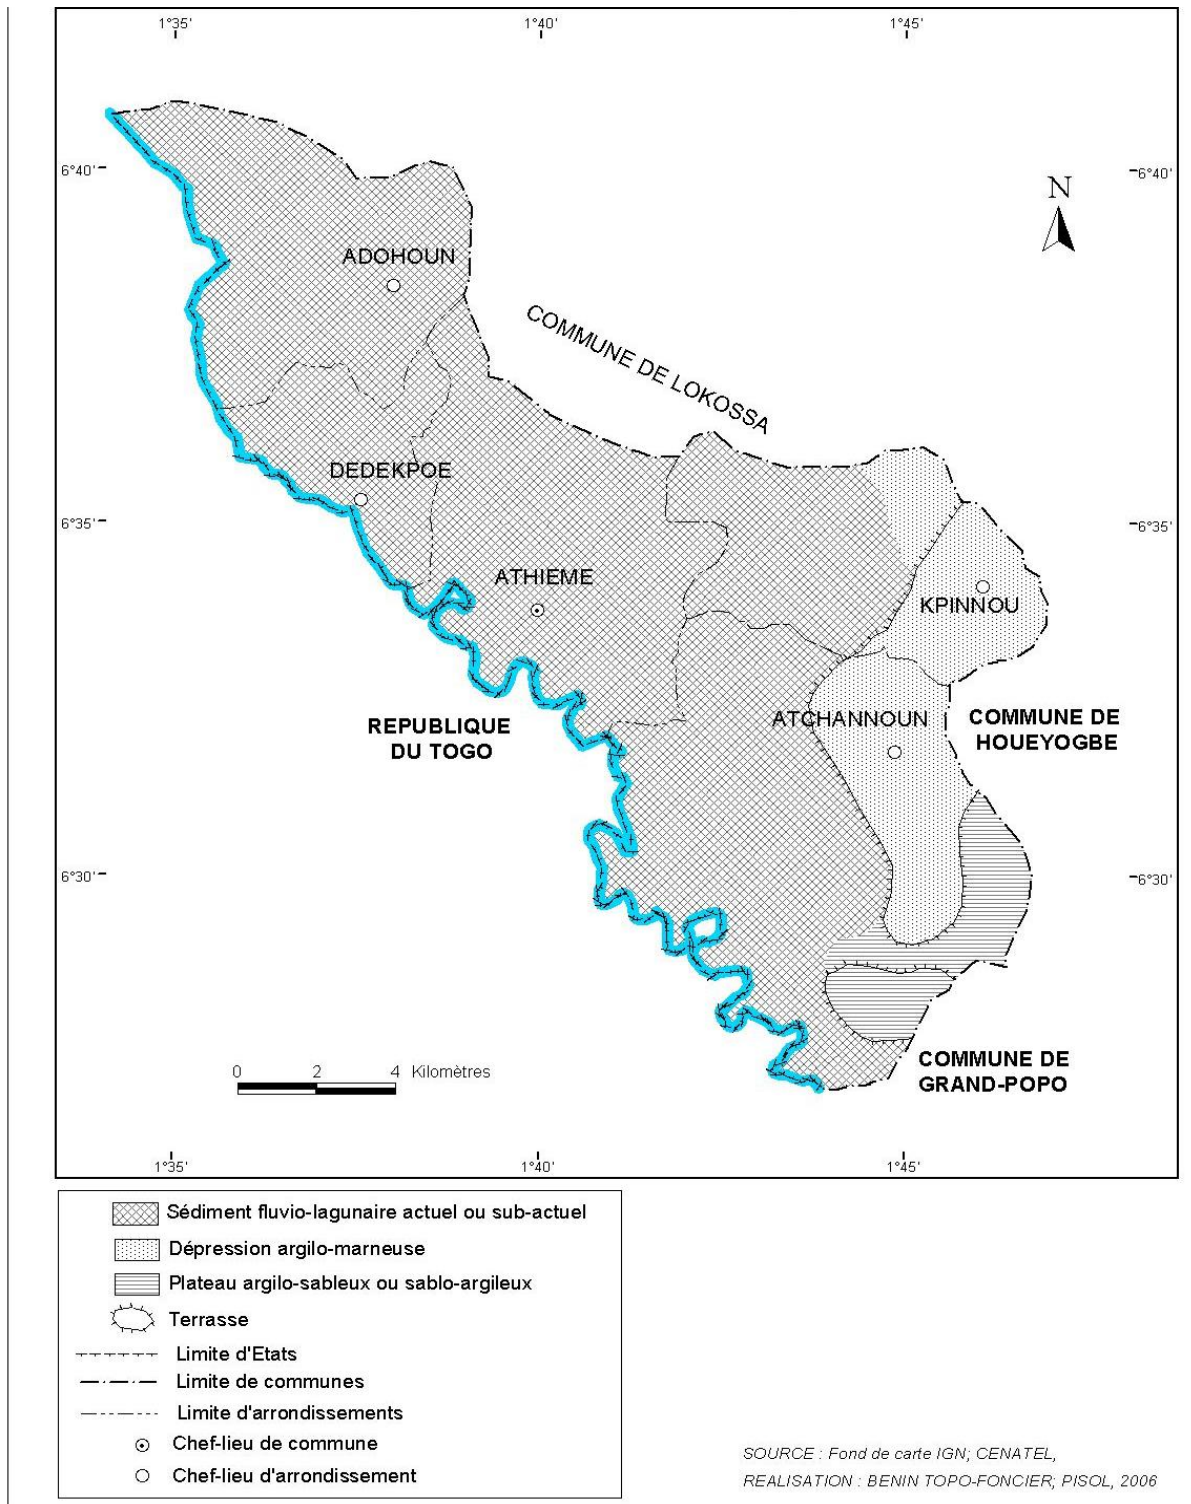 1°35'
1°40'
1°45'
6°40'
6°40'
N
ADOHOUN
COMMUNE DE LOKOSSA
DEDEKPOE
6°35'
6°35'
ATHIEME
KPINNOU
REPUBLIQUE
DU TOGO
ATCHANNOUN
COMMUNE DE
HOUEYOGBE
6°30'
6°30'
0 2 4 Kilomètres
COMMUNE DE
GRAND-POPO
1°35'
1°40'
1°45'
Sédiment fluvio-lagunaire actuel ou sub-actuel
Dépression argilo-marneuse
Plateau argilo-sableux ou sablo-argileux
Terrasse
Limite d'Etats
Limite de communes
Limite d'arrondissements
Chef-lieu de commune
Chef-lieu d'arrondissement
SOURCE : Fond de carte IGN; CENATEL,
REALISATION : BENIN TOPO-FONCIER; PISOL, 2006